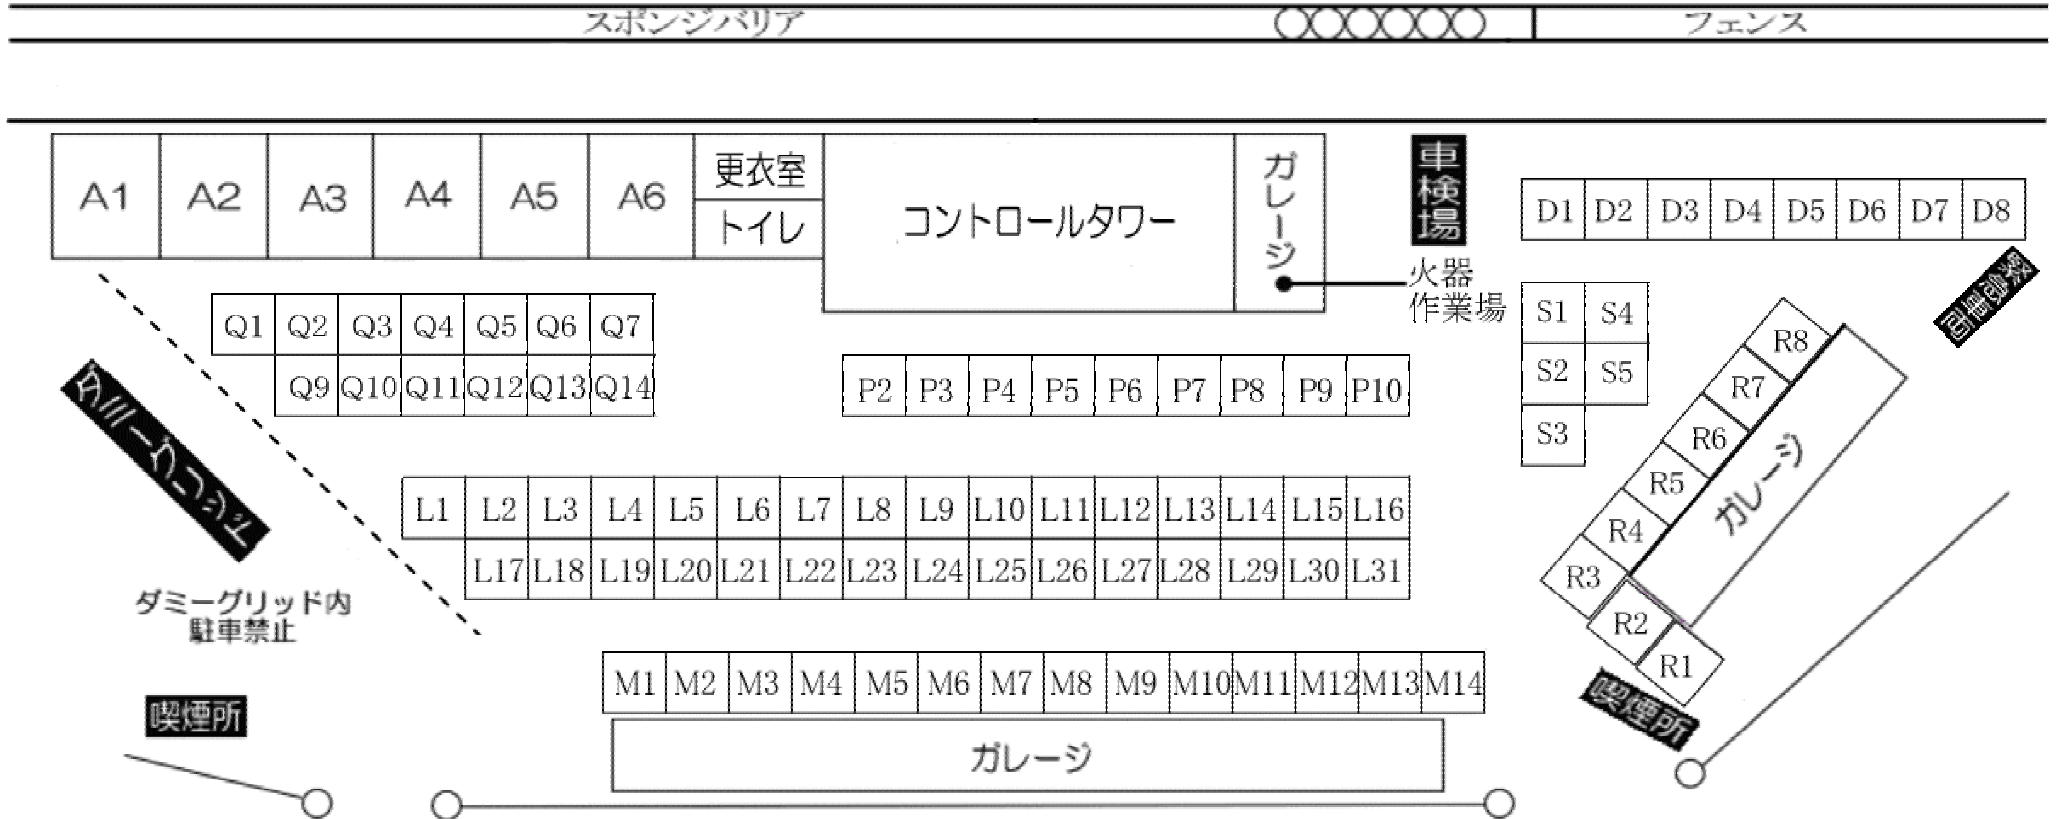 スポンジバリア
フェンス
A1 A2 A3 A4 A5 A6
更衣室
トイレ
コントロールタワー
ガレージ
車検場
火器
作業場
D1 D2 D3 D4 D5 D6 D7 D8
Q1 Q2 Q3 Q4 Q5 Q6 Q7
Q9 Q10 Q11 Q12 Q13 Q14
P2 P3 P4 P5 P6 P7 P8 P9 P10
S1 S4
S2 S5
S3
R8
R7
R6
R5
R4
R3
R2
R1
ガレージ
L1 L2 L3 L4 L5 L6 L7 L8 L9 L10 L11 L12 L13 L14 L15 L16
L17 L18 L19 L20 L21 L22 L23 L24 L25 L26 L27 L28 L29 L30 L31
ダミーグリッド
ダミーグリッド内
駐車禁止
喫煙所
M1 M2 M3 M4 M5 M6 M7 M8 M9 M10 M11 M12 M13 M14
ガレージ
喫煙所